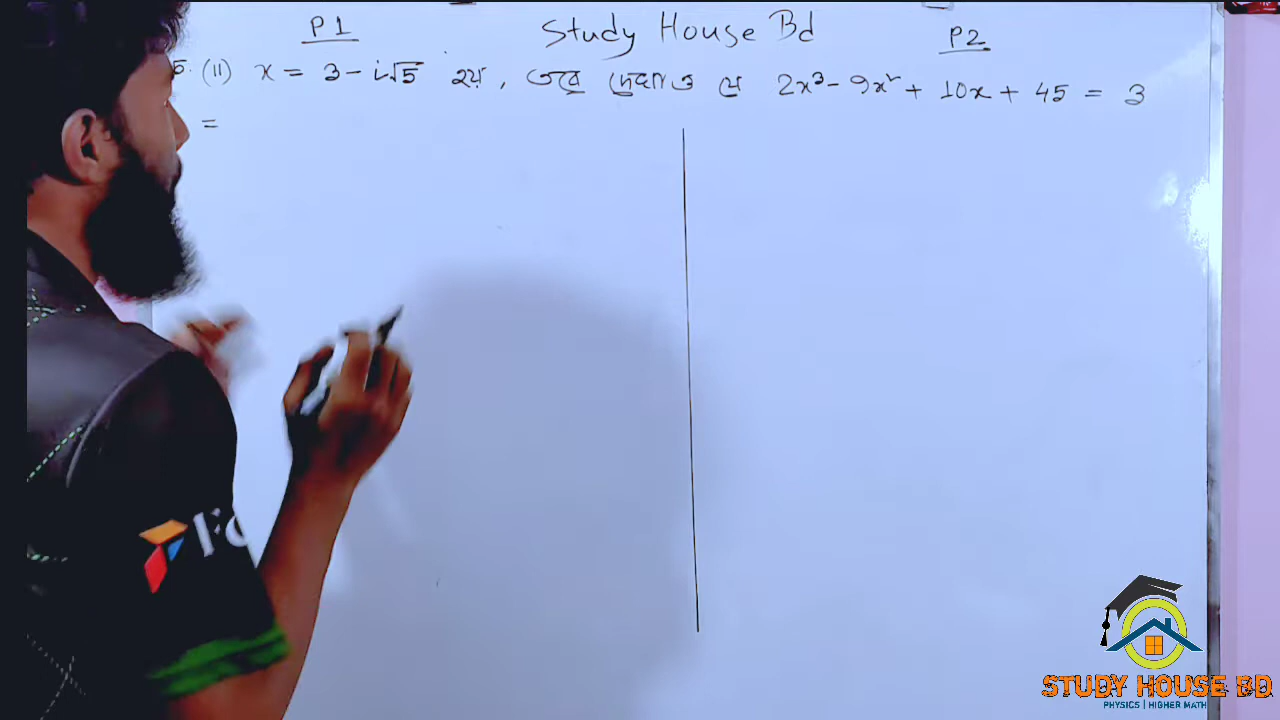 P1
Study House Bd
P2
5. (ii) x = 3 - i√5 হয়, তবে দেখাও যে 2x³ - 9x² + 10x + 45 = 3
=
Fo
STUDY HOUSE BD
PHYSICS | HIGHER MATH